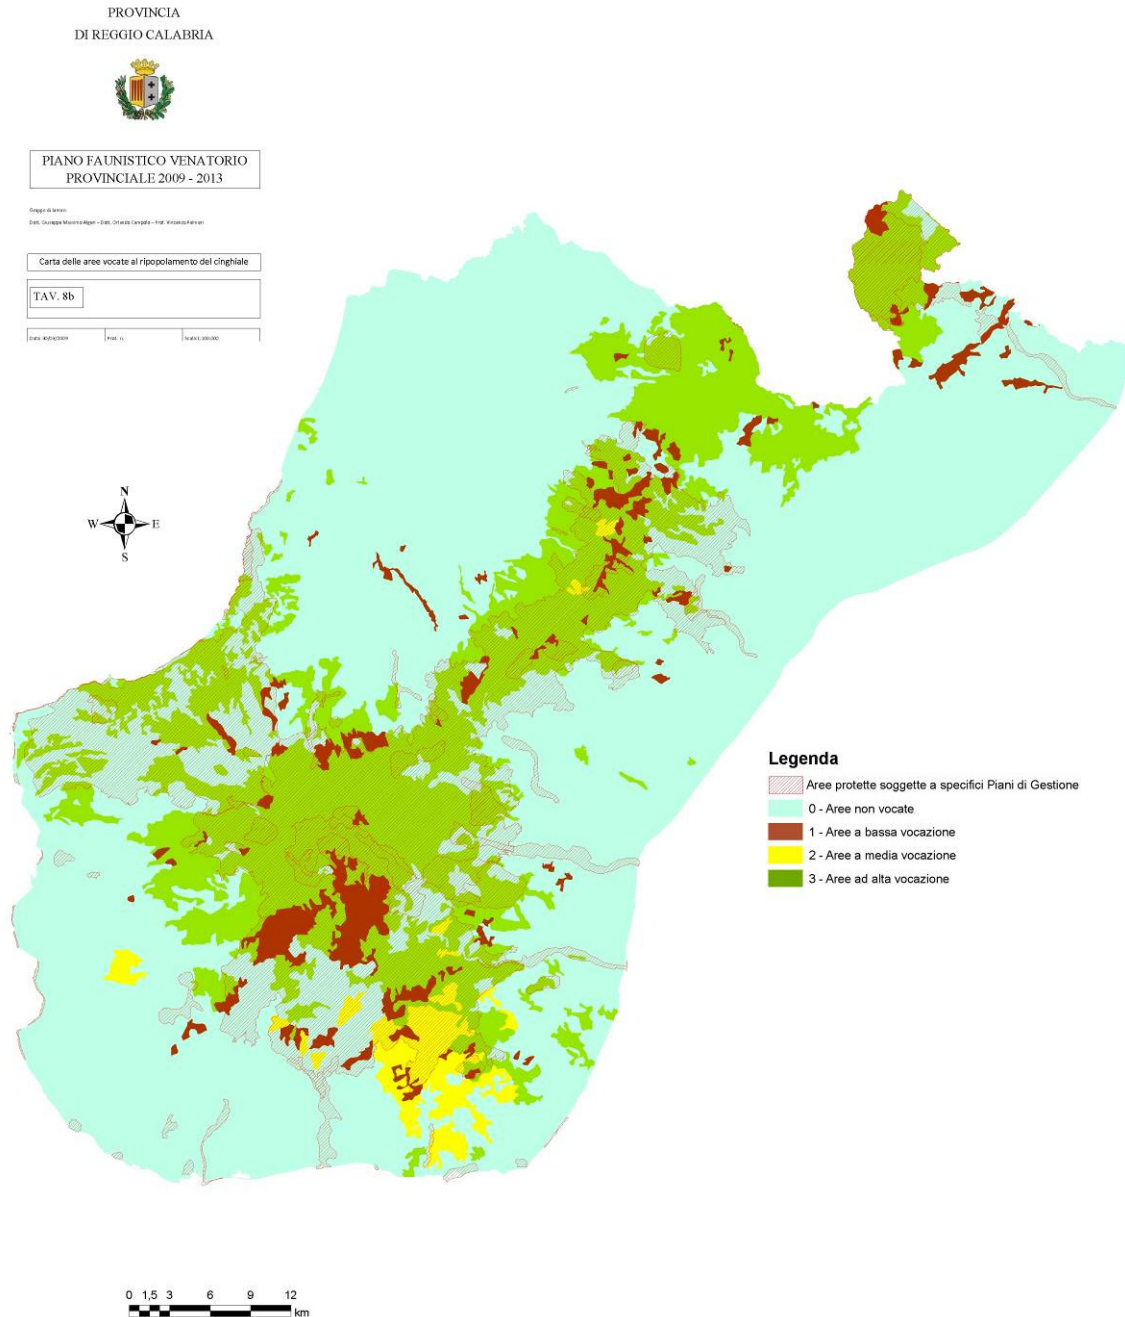 PROVINCIA
DI REGGIO CALABRIA
PIANO FAUNISTICO VENATORIO
PROVINCIALE 2009 - 2013
Carta delle aree vocate al ripopolamento del cinghiale
TAV. 8b
N
W E
S
Legenda
Aree protette soggette a specifici Piani di Gestione
0 - Aree non vocate
1 - Aree a bassa vocazione
2 - Aree a media vocazione
3 - Aree ad alta vocazione
0 1,5 3 6 9 12
km